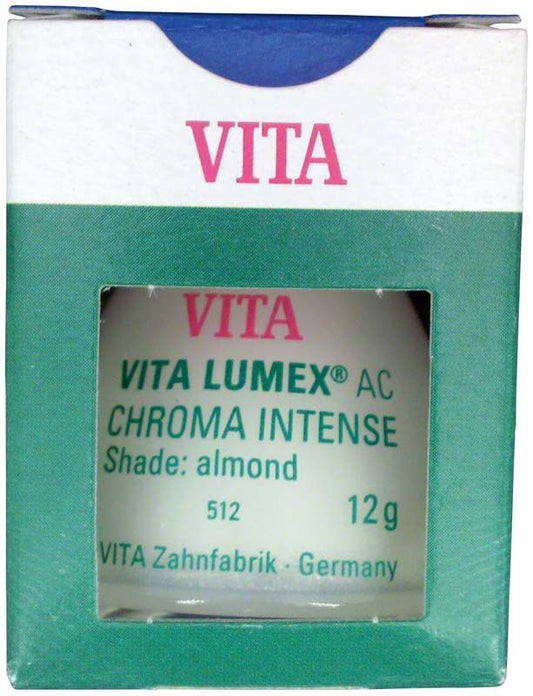 VITA
VITA
VITA LUMEX® AC
CHROMA INTENSE
Shade: almond
512 12g
VITA Zahnfabrik · Germany